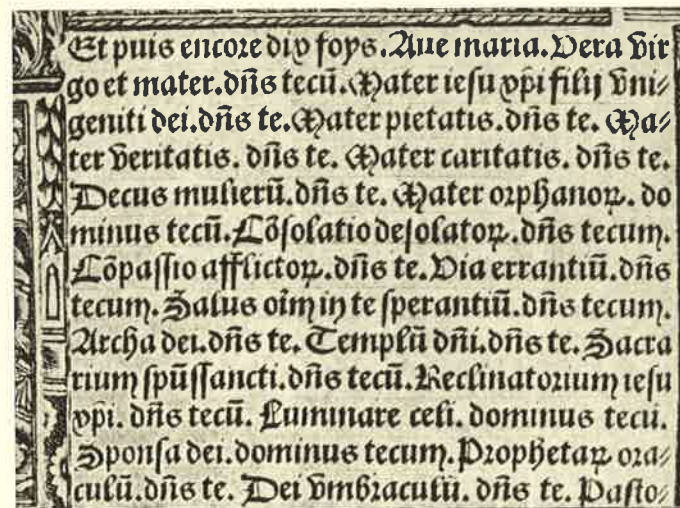 Et puis encore dix foys. Aue maria. Vera vir
go et mater. dñs tecū. Mater iesu xp̄i filij vni⸗
geniti dei. dñs te. Mater pietatis. dñs te. Ma⸗
ter veritatis. dñs te. Mater caritatis. dñs te.
Decus mulierū. dñs te. Mater orphanoꝝ. do
minus tecū. Cōsolatio desolatoꝝ. dñs tecum.
Cōpassio afflictoꝝ. dñs te. Via errantiū. dñs
tecum. Salus oīm in te sperantiū. dñs tecum.
Archa dei. dñs te. Templū dñi. dñs te. Sacra
rium spūssancti. dñs tecū. Reclinatorium iesu
xp̄i. dñs tecū. Luminare celi. dominus tecū.
Sponsa dei. dominus tecum. Prophetaꝝ ora⸗
culū. dñs te. Dei vmbraculū. dñs te. Pasto⸗